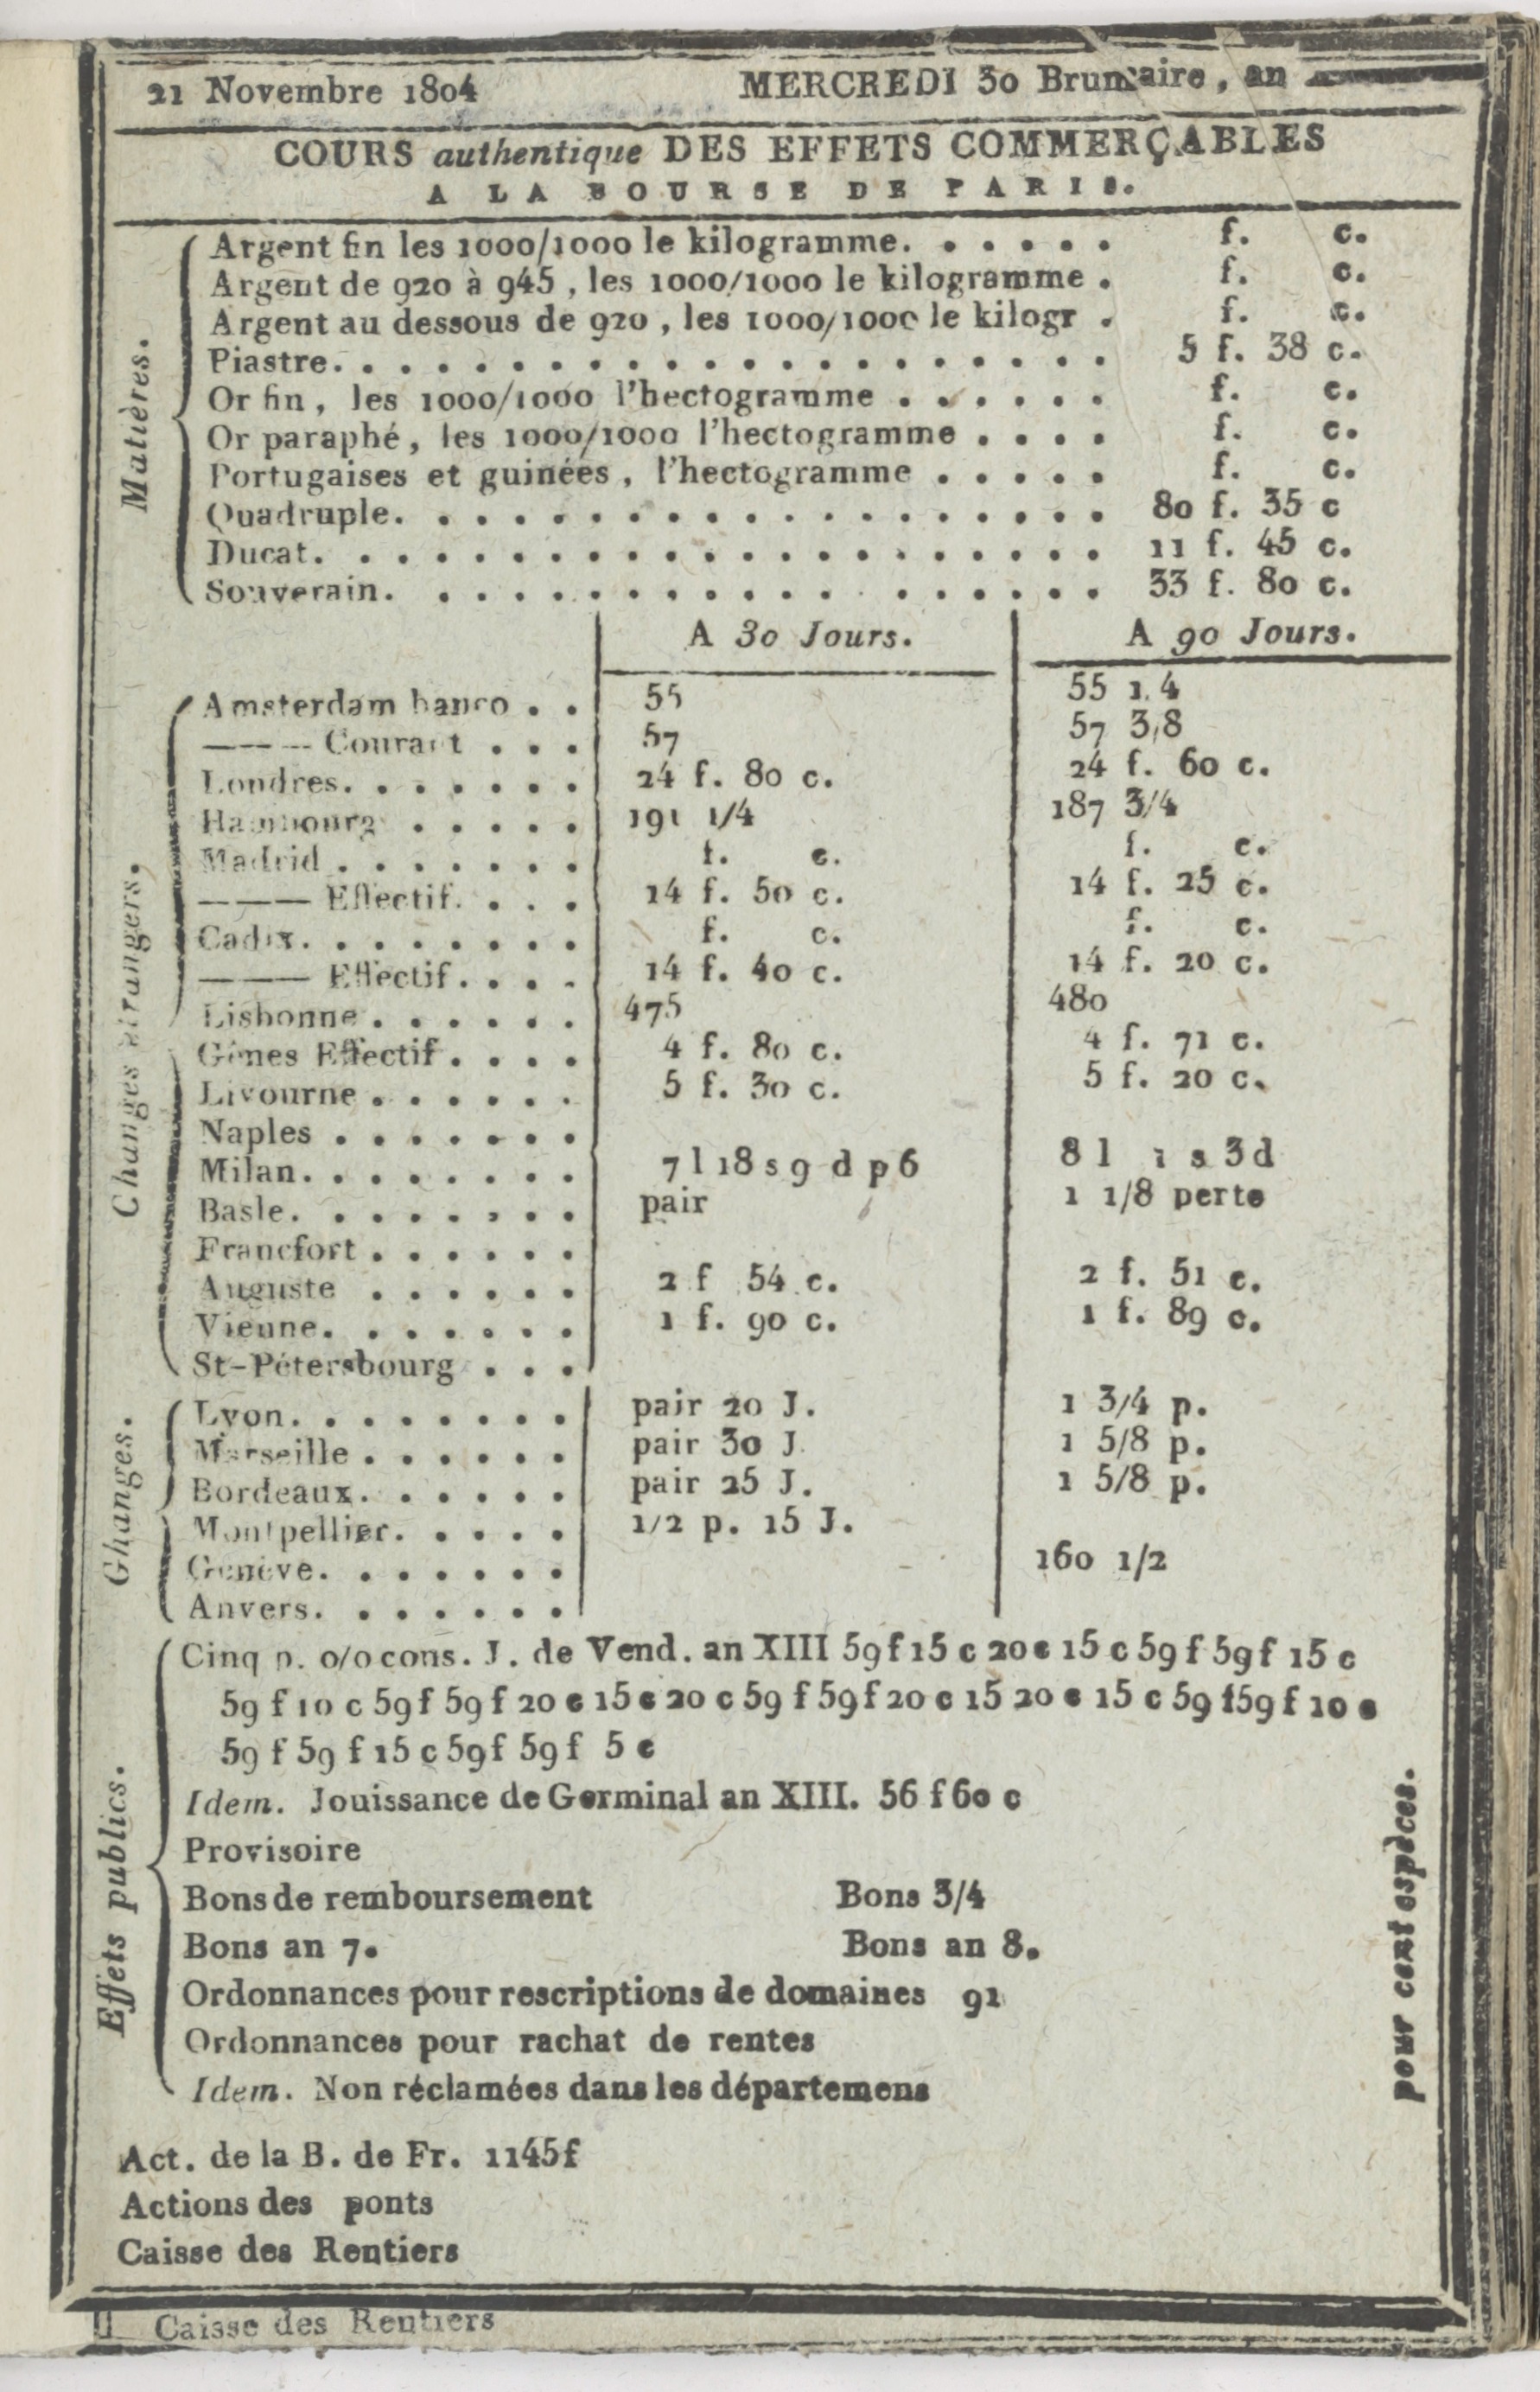 21 Novembre 1804 MERCREDI 30 Brumaire, an
COURS authentique DES EFFETS COMMERÇABLES
A LA BOURSE DE PARIS.
Matières.
Argent fin les 1000/1000 le kilogramme. . . . . . f. c.
Argent de 920 à 945, les 1000/1000 le kilogramme . f. c.
Argent au dessous de 920, les 1000/1000 le kilogr . f. c.
Piastre. . . . . . . . . . . . . . . . . . . . 5 f. 38 c.
Or fin, les 1000/1000 l'hectogramme . . . . . . f. c.
Or paraphé, les 1000/1000 l'hectogramme . . . . f. c.
Portugaises et guinées, l'hectogramme . . . . . f. c.
Quadruple. . . . . . . . . . . . . . . . . . 80 f. 35 c
Ducat. . . . . . . . . . . . . . . . . . . . 11 f. 45 c.
Souverain. . . . . . . . . . . . . . . . . . 33 f. 80 c.
A 30 Jours. A 90 Jours.
Changes étrangers.
Amsterdam banco . . 55 55 1/4
———— Courant . . . 57 57 3/8
Londres. . . . . . . 24 f. 80 c. 24 f. 60 c.
Hambourg . . . . . 191 1/4 187 3/4
Madrid . . . . . . . f. c. f. c.
——— Effectif. . . . 14 f. 50 c. 14 f. 25 c.
Cadix. . . . . . . . f. c. f. c.
——— Effectif. . . . 14 f. 40 c. 14 f. 20 c.
Lisbonne . . . . . . 475 480
Gênes Effectif . . . . 4 f. 80 c. 4 f. 71 c.
Livourne . . . . . . 5 f. 30 c. 5 f. 20 c.
Naples . . . . . . .
Milan. . . . . . . . 7 l 18 s 9 d p 6 8 l 1 s 3 d
Basle. . . . . . . . pair 1 1/8 perte
Francfort . . . . . .
Auguste . . . . . . 2 f 54 c. 2 f. 51 c.
Vienne. . . . . . . 1 f. 90 c. 1 f. 89 c.
St-Pétersbourg . . .
Ghanges.
Lyon. . . . . . . . pair 20 J. 1 3/4 p.
Marseille . . . . . . pair 30 J. 1 5/8 p.
Bordeaux. . . . . . pair 25 J. 1 5/8 p.
Montpellier. . . . . 1/2 p. 15 J.
Genève. . . . . . . 160 1/2
Anvers. . . . . . .
Effets publics.
Cinq p. o/o cons. J. de Vend. an XIII 59 f 15 c 20 c 15 c 59 f 59 f 15 c
59 f 10 c 59 f 59 f 20 c 15 c 20 c 59 f 59 f 20 c 15 20 c 15 c 59 f 59 f 10 c
59 f 59 f 15 c 59 f 59 f 5 c
Idem. Jouissance de Germinal an XIII. 56 f 60 c
Provisoire
Bons de remboursement Bons 3/4
Bons an 7. Bons an 8.
Ordonnances pour rescriptions de domaines 91
Ordonnances pour rachat de rentes
Idem. Non réclamées dans les départemens
pour cent espèces.
Act. de la B. de Fr. 1145 f
Actions des ponts
Caisse des Rentiers
Caisse des Rentiers